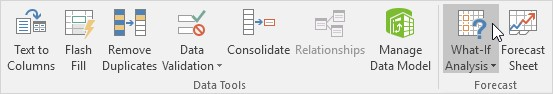 Text to
Columns
Flash
Fill
Remove
Duplicates
Data
Validation
Consolidate
Relationships
Manage
Data Model
What-If
Analysis
Forecast
Sheet
Data Tools
Forecast